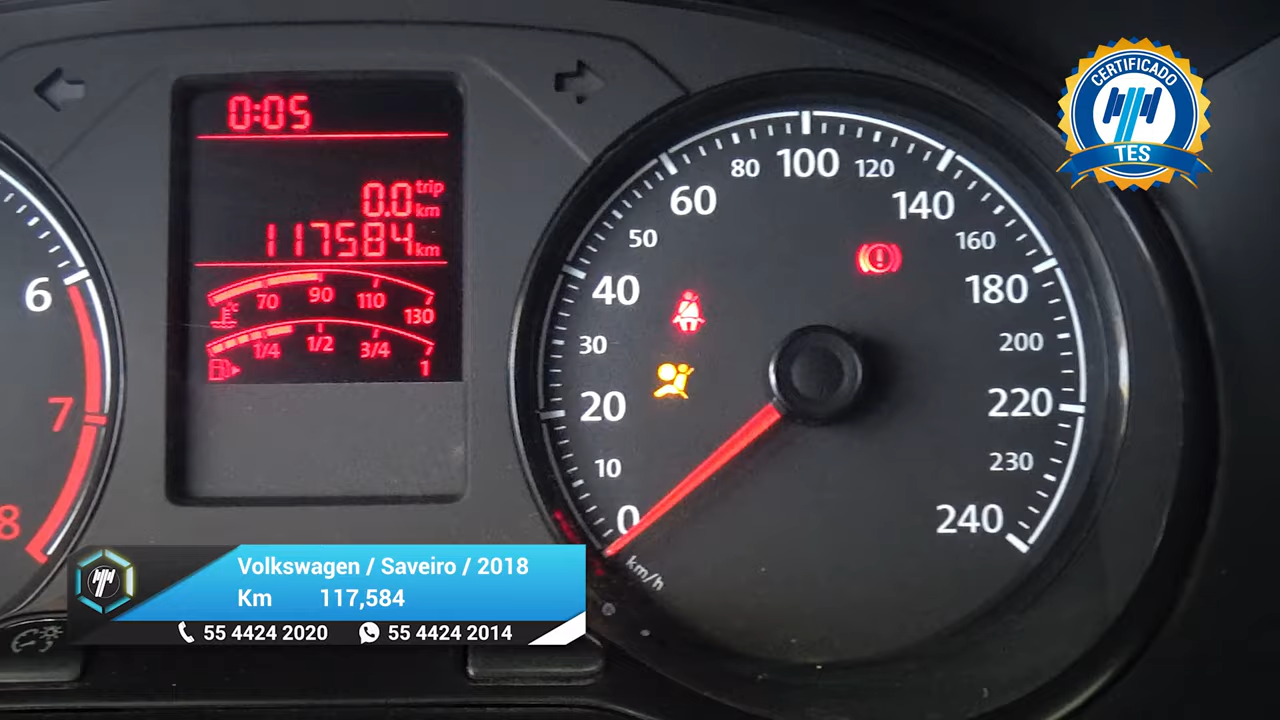 0:05
0.0 trip km
117584 km
70 90 110 130
°C
1/4 1/2 3/4 1
6
7
8
0
10
20
30
40
50
60
80
100
120
140
160
180
200
220
230
240
km/h
CERTIFICADO
TES
Volkswagen / Saveiro / 2018
Km 117,584
55 4424 2020 55 4424 2014